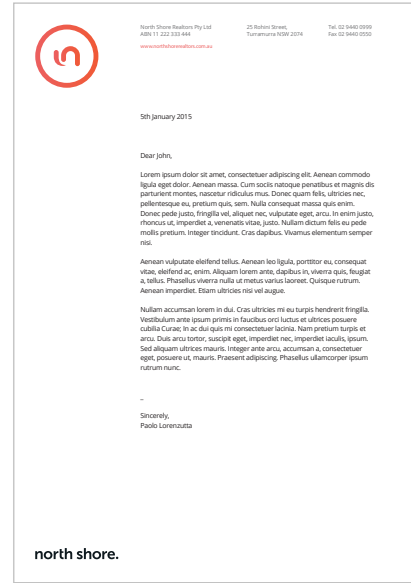 North Shore Realtors Pty Ltd
ABN 11 222 333 444
www.northshorerealtors.com.au
25 Rohini Street,
Turramurra NSW 2074
Tel. 02 9440 0999
Fax 02 9440 0550
5th January 2015
Dear John,
Lorem ipsum dolor sit amet, consectetuer adipiscing elit. Aenean commodo
ligula eget dolor. Aenean massa. Cum sociis natoque penatibus et magnis dis
parturient montes, nascetur ridiculus mus. Donec quam felis, ultricies nec,
pellentesque eu, pretium quis, sem. Nulla consequat massa quis enim.
Donec pede justo, fringilla vel, aliquet nec, vulputate eget, arcu. In enim justo,
rhoncus ut, imperdiet a, venenatis vitae, justo. Nullam dictum felis eu pede
mollis pretium. Integer tincidunt. Cras dapibus. Vivamus elementum semper
nisi.
Aenean vulputate eleifend tellus. Aenean leo ligula, porttitor eu, consequat
vitae, eleifend ac, enim. Aliquam lorem ante, dapibus in, viverra quis, feugiat
a, tellus. Phasellus viverra nulla ut metus varius laoreet. Quisque rutrum.
Aenean imperdiet. Etiam ultricies nisi vel augue.
Nullam accumsan lorem in dui. Cras ultricies mi eu turpis hendrerit fringilla.
Vestibulum ante ipsum primis in faucibus orci luctus et ultrices posuere
cubilia Curae; In ac dui quis mi consectetuer lacinia. Nam pretium turpis et
arcu. Duis arcu tortor, suscipit eget, imperdiet nec, imperdiet iaculis, ipsum.
Sed aliquam ultrices mauris. Integer ante arcu, accumsan a, consectetuer
eget, posuere ut, mauris. Praesent adipiscing. Phasellus ullamcorper ipsum
rutrum nunc.
–
Sincerely,
Paolo Lorenzutta
north shore.